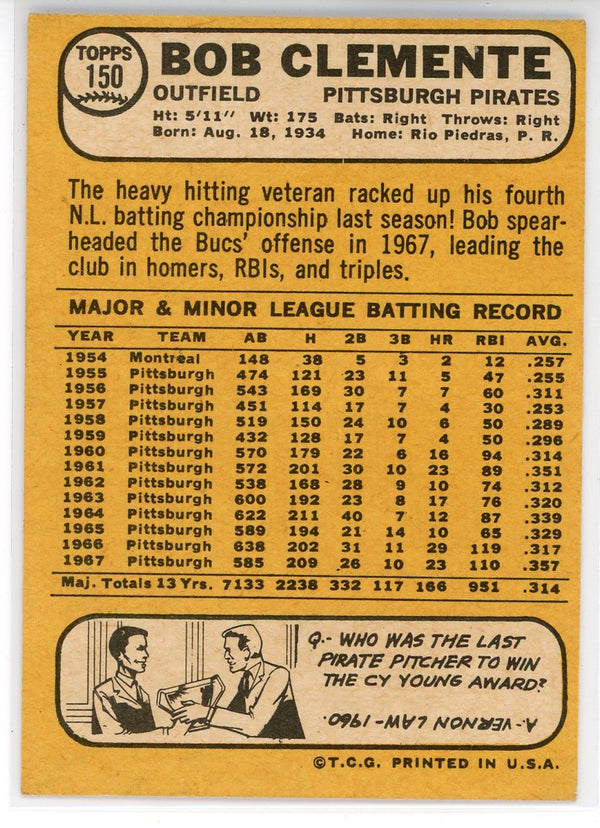 TOPPS
150
BOB CLEMENTE
OUTFIELD PITTSBURGH PIRATES
Ht: 5'11" Wt: 175 Bats: Right Throws: Right
Born: Aug. 18, 1934 Home: Rio Piedras, P. R.
The heavy hitting veteran racked up his fourth
N.L. batting championship last season! Bob spear-
headed the Bucs' offense in 1967, leading the
club in homers, RBIs, and triples.
MAJOR & MINOR LEAGUE BATTING RECORD
YEAR TEAM AB H 2B 3B HR RBI AVG.
1954 Montreal 148 38 5 3 2 12 .257
1955 Pittsburgh 474 121 23 11 5 47 .255
1956 Pittsburgh 543 169 30 7 7 60 .311
1957 Pittsburgh 451 114 17 7 4 30 .253
1958 Pittsburgh 519 150 24 10 6 50 .289
1959 Pittsburgh 432 128 17 7 4 50 .296
1960 Pittsburgh 570 179 22 6 16 94 .314
1961 Pittsburgh 572 201 30 10 23 89 .351
1962 Pittsburgh 538 168 28 9 10 74 .312
1963 Pittsburgh 600 192 23 8 17 76 .320
1964 Pittsburgh 622 211 40 7 12 87 .339
1965 Pittsburgh 589 194 21 14 10 65 .329
1966 Pittsburgh 638 202 31 11 29 119 .317
1967 Pittsburgh 585 209 26 10 23 110 .357
Maj. Totals 13 Yrs. 7133 2238 332 117 166 951 .314
Q.- WHO WAS THE LAST
PIRATE PITCHER TO WIN
THE CY YOUNG AWARD?
A.- VERNON LAW - 1960.
©T.C.G. PRINTED IN U.S.A.